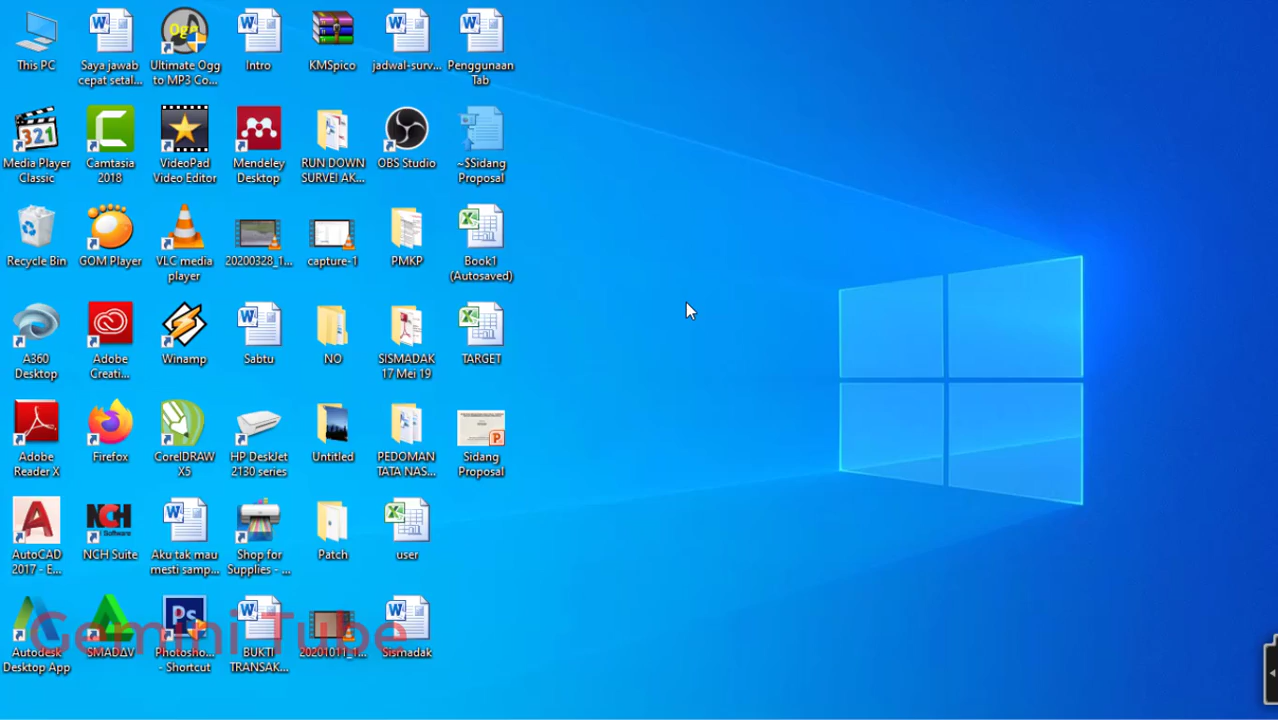 This PC
Saya jawab
cepat setal...
Ultimate Ogg
to MP3 Co...
Intro
KMSpico
jadwal-surv...
Penggunaan
Tab
Media Player
Classic
Camtasia
2018
VideoPad
Video Editor
Mendeley
Desktop
RUN DOWN
SURVEI AK...
OBS Studio
~$Sidang
Proposal
Recycle Bin
GOM Player
VLC media
player
20200328_1...
capture-1
PMKP
Book1
(Autosaved)
A360
Desktop
Adobe
Creati...
Winamp
Sabtu
NO
SISMADAK
17 Mei 19
TARGET
Adobe
Reader X
Firefox
CorelDRAW
X5
HP DeskJet
2130 series
Untitled
PEDOMAN
TATA NAS...
Sidang
Proposal
AutoCAD
2017 - E...
NCH Suite
Aku tak mau
mesti samp...
Shop for
Supplies - ...
Patch
user
Autodesk
Desktop App
SMADΔV
Photosho...
- Shortcut
BUKTI
TRANSAK...
20201011_1...
Sismadak
Gemini Tube